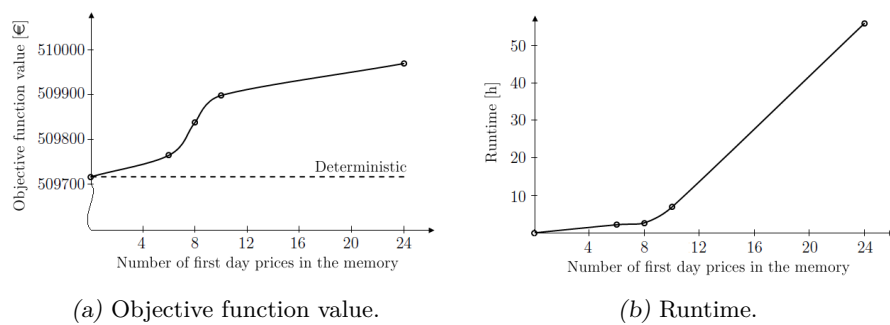 Objective function value [€]
510000
509900
509800
509700
Deterministic
4 8 12 16 20 24
Number of first day prices in the memory
(a) Objective function value.
Runtime [h]
50
40
30
20
10
4 8 12 16 20 24
Number of first day prices in the memory
(b) Runtime.